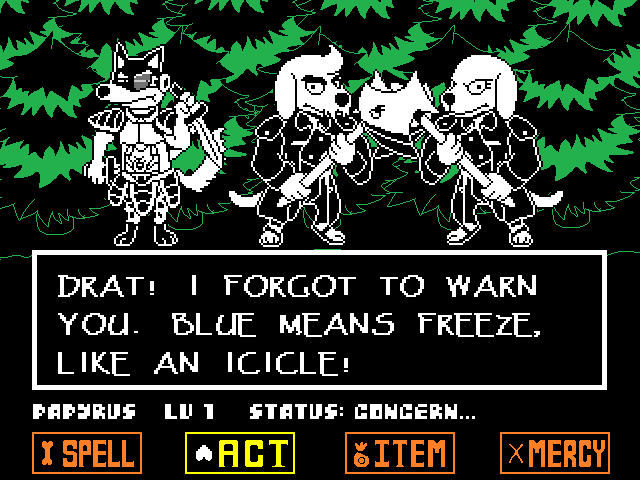 DRAT! I FORGOT TO WARN
YOU. BLUE MEANS FREEZE,
LIKE AN ICICLE!
PAPYRUS LV 1 STATUS: CONCERN...
SPELL ACT ITEM MERCY